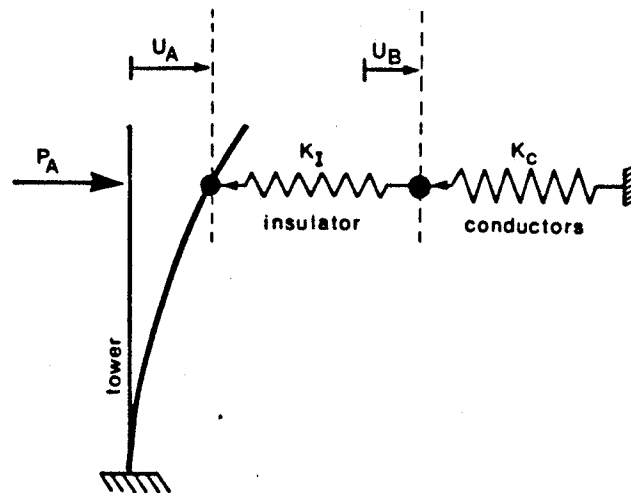 U_A
U_B
P_A
K_I
K_C
insulator
conductors
tower